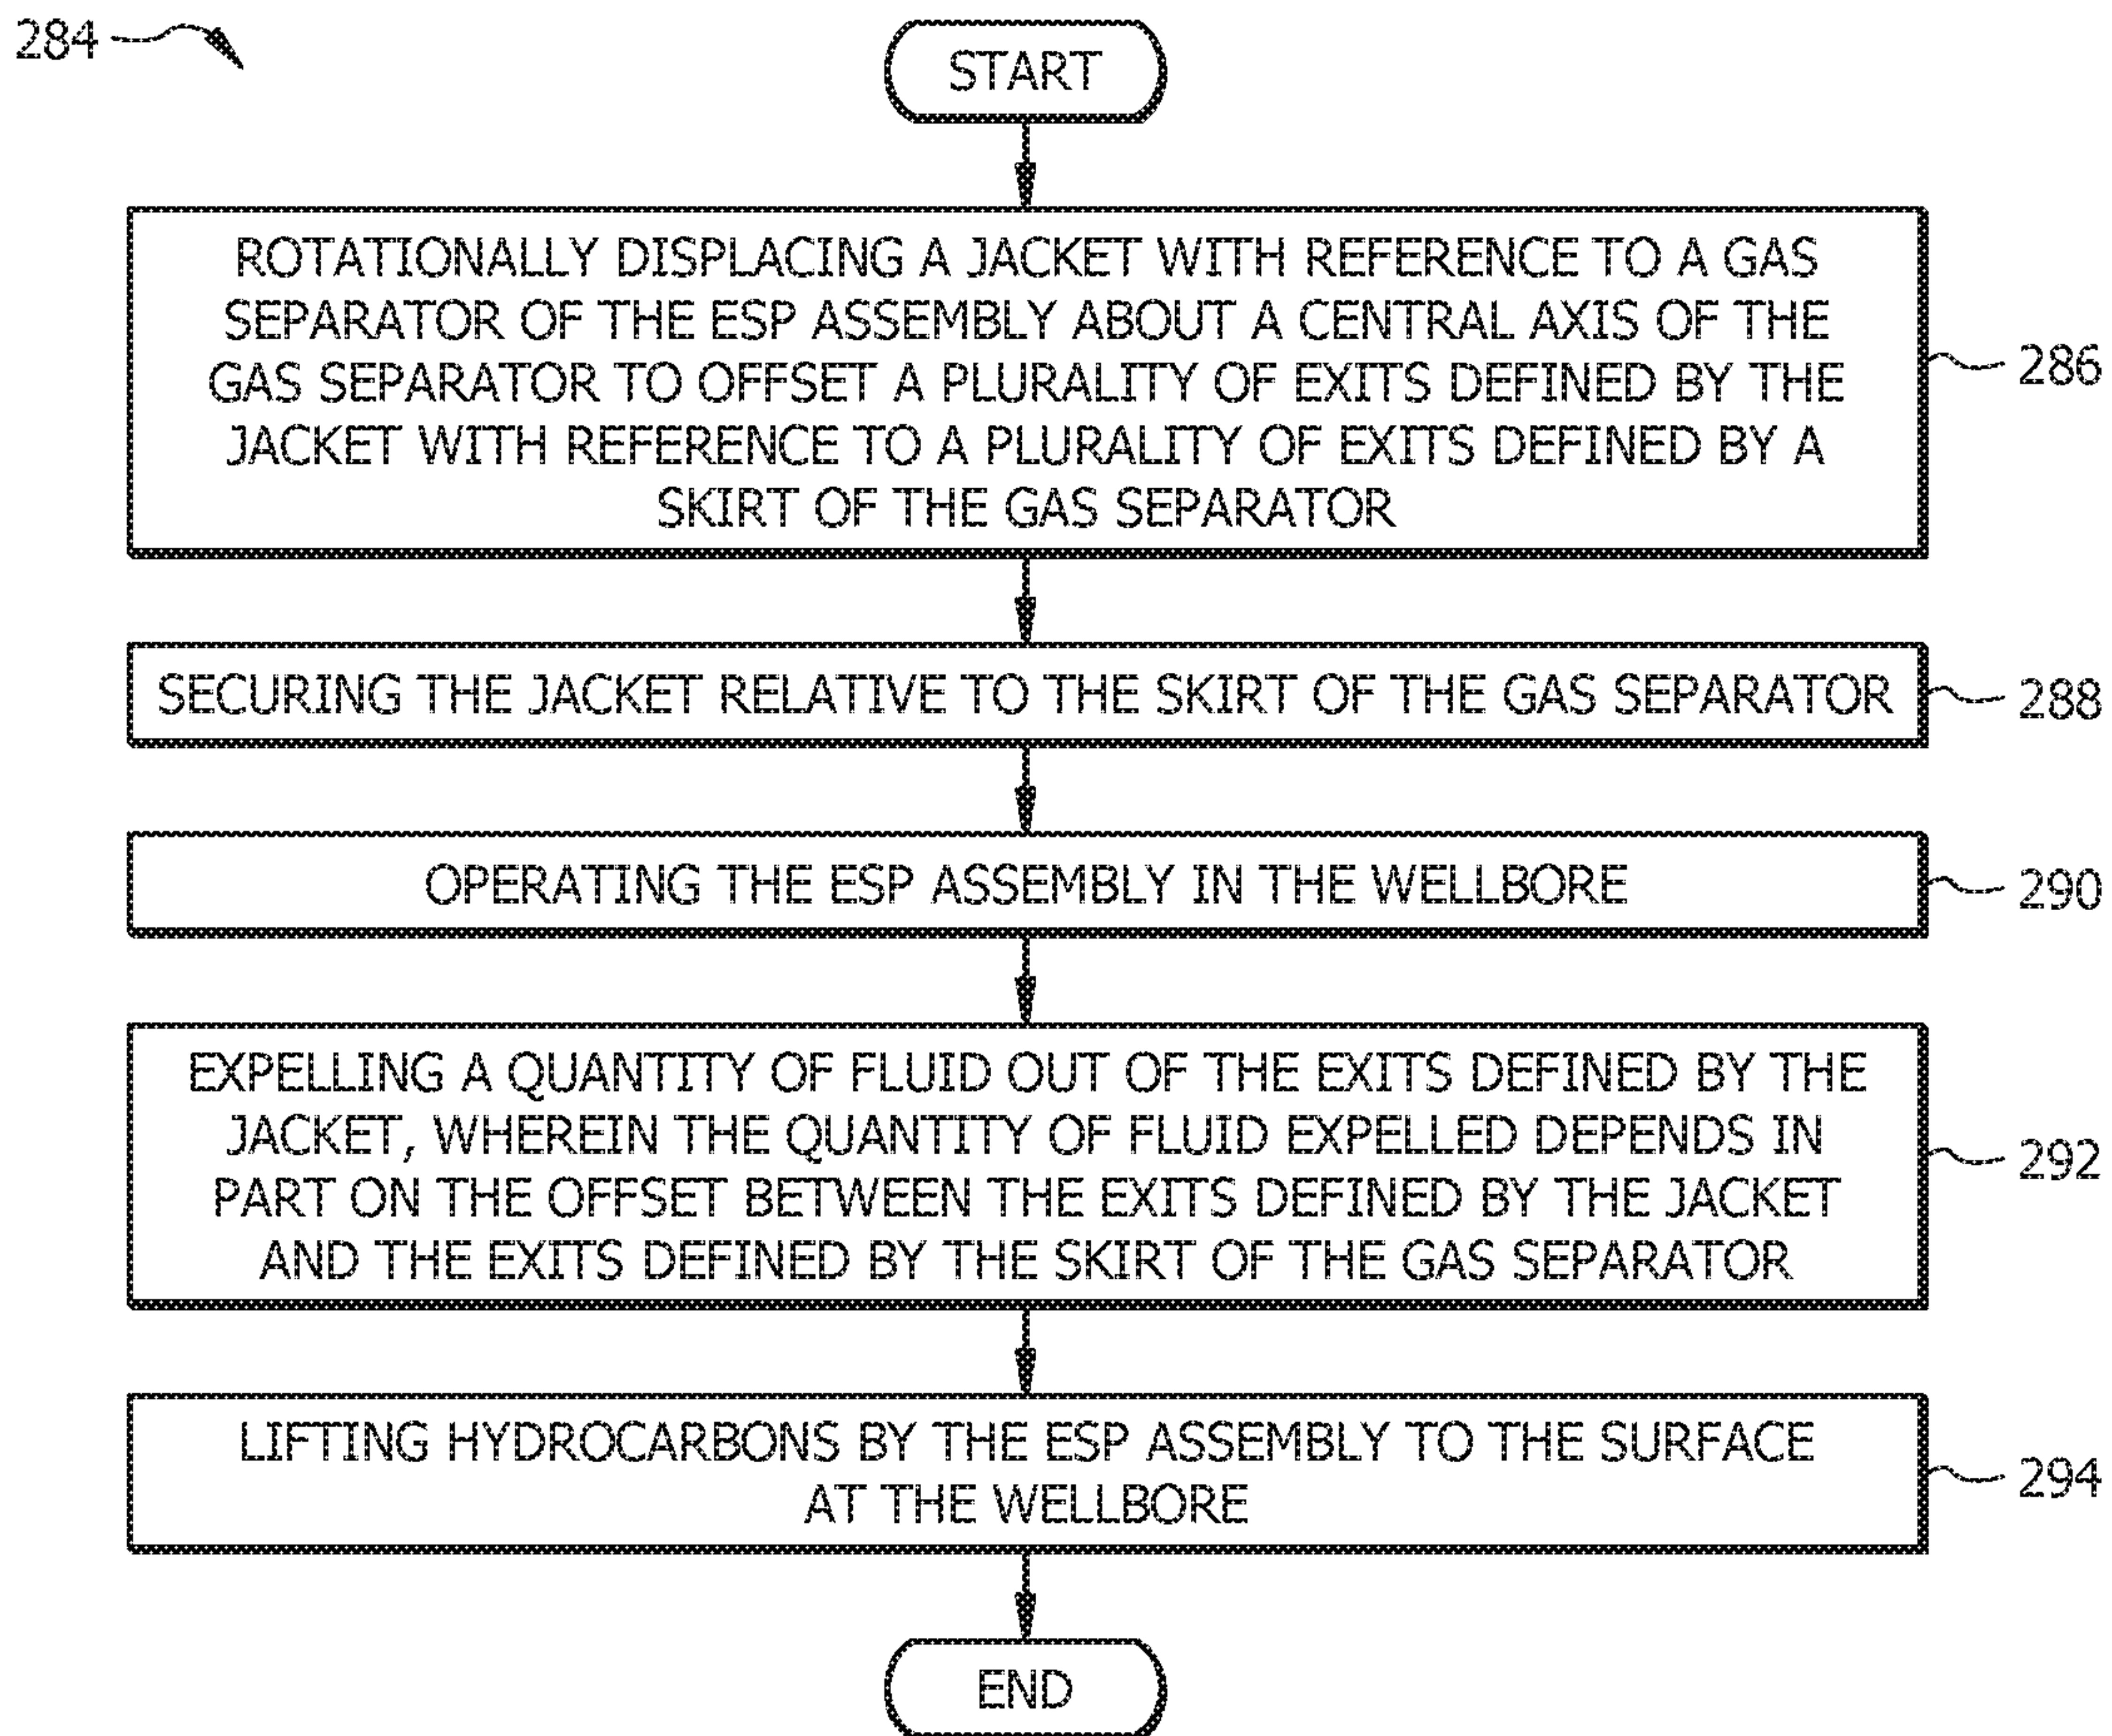 284
START
ROTATIONALLY DISPLACING A JACKET WITH REFERENCE TO A GAS
SEPARATOR OF THE ESP ASSEMBLY ABOUT A CENTRAL AXIS OF THE
GAS SEPARATOR TO OFFSET A PLURALITY OF EXITS DEFINED BY THE
JACKET WITH REFERENCE TO A PLURALITY OF EXITS DEFINED BY A
SKIRT OF THE GAS SEPARATOR
286
SECURING THE JACKET RELATIVE TO THE SKIRT OF THE GAS SEPARATOR
288
OPERATING THE ESP ASSEMBLY IN THE WELLBORE
290
EXPELLING A QUANTITY OF FLUID OUT OF THE EXITS DEFINED BY THE
JACKET, WHEREIN THE QUANTITY OF FLUID EXPELLED DEPENDS IN
PART ON THE OFFSET BETWEEN THE EXITS DEFINED BY THE JACKET
AND THE EXITS DEFINED BY THE SKIRT OF THE GAS SEPARATOR
292
LIFTING HYDROCARBONS BY THE ESP ASSEMBLY TO THE SURFACE
AT THE WELLBORE
294
END